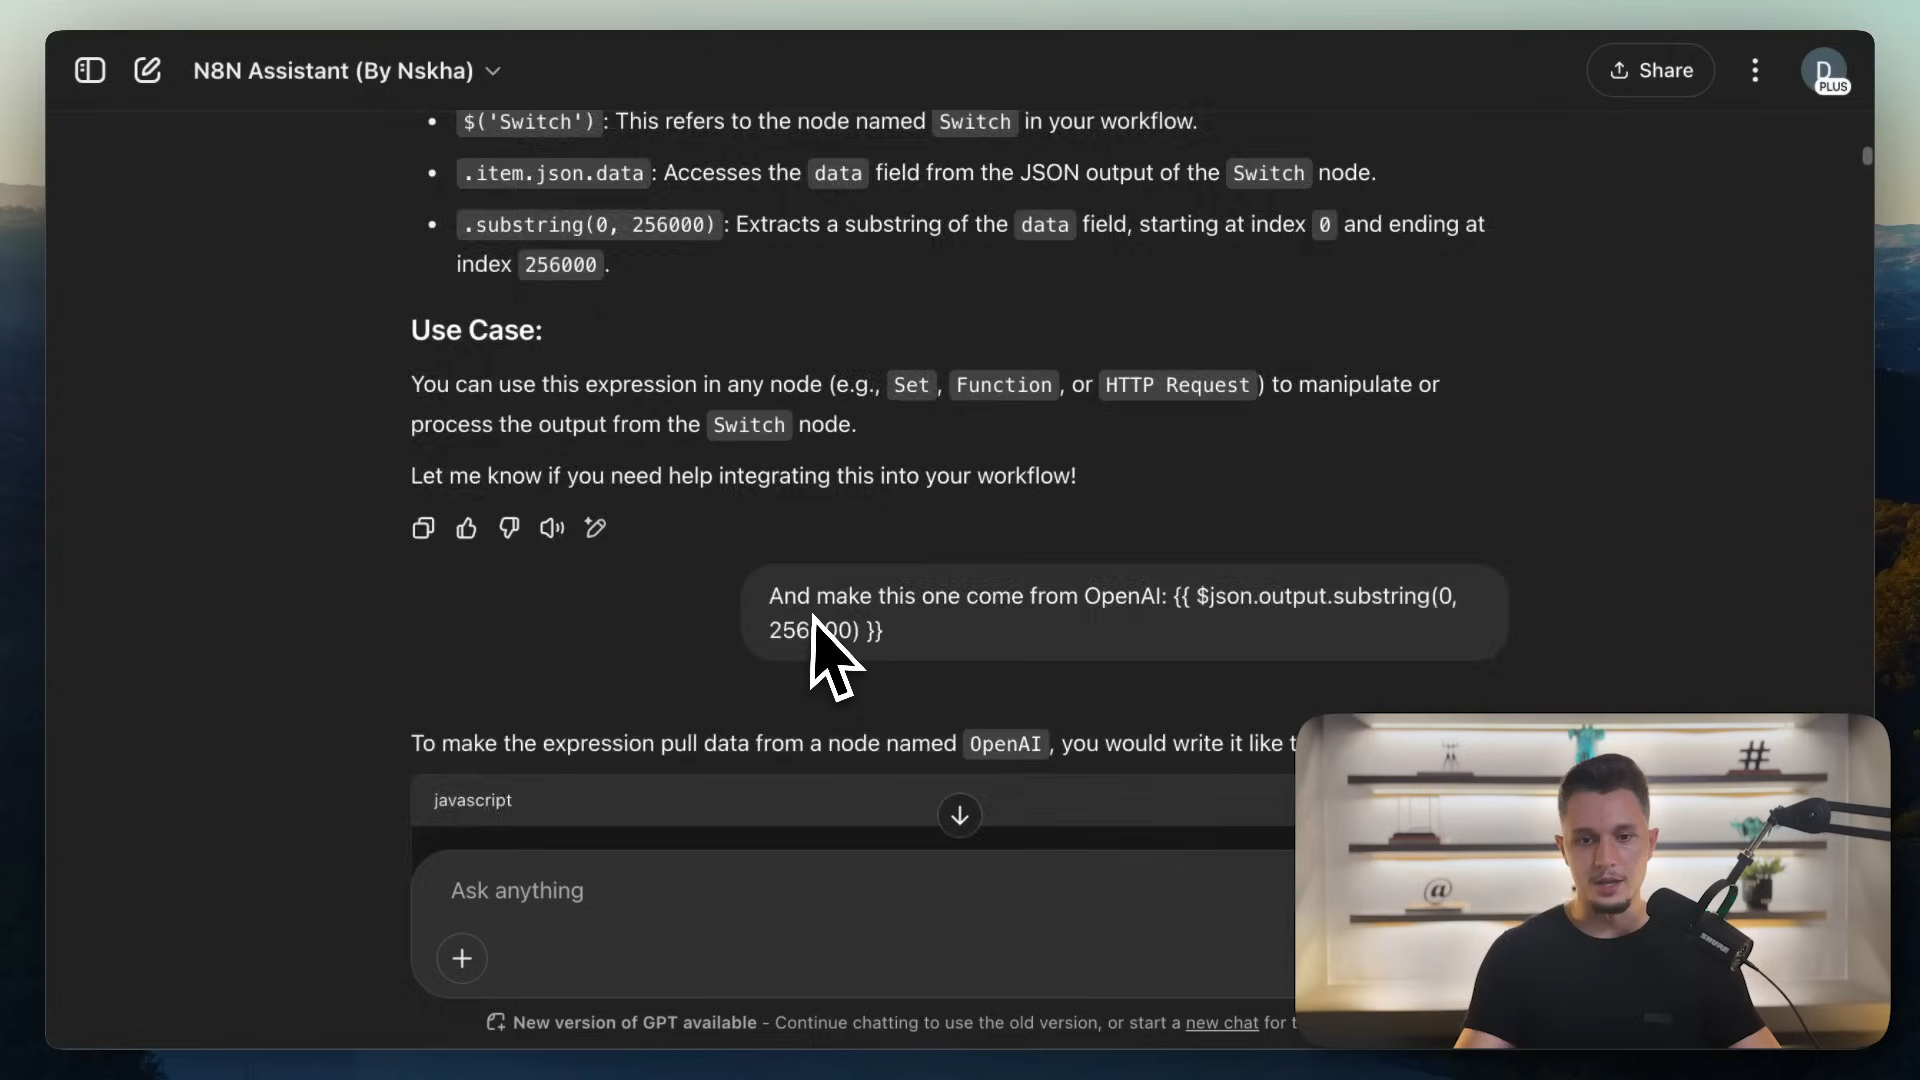 N8N Assistant (By Nskha)
Share
D
PLUS
• $('Switch') : This refers to the node named Switch in your workflow.
• .item.json.data : Accesses the data field from the JSON output of the Switch node.
• .substring(0, 256000) : Extracts a substring of the data field, starting at index 0 and ending at
index 256000 .
Use Case:
You can use this expression in any node (e.g., Set , Function , or HTTP Request ) to manipulate or
process the output from the Switch node.
Let me know if you need help integrating this into your workflow!
And make this one come from OpenAI: {{ $json.output.substring(0,
00) }}
To make the expression pull data from a node named OpenAI , you would write it like
javascript
Ask anything
New version of GPT available - Continue chatting to use the old version, or start a new chat for
#
@
SHURE